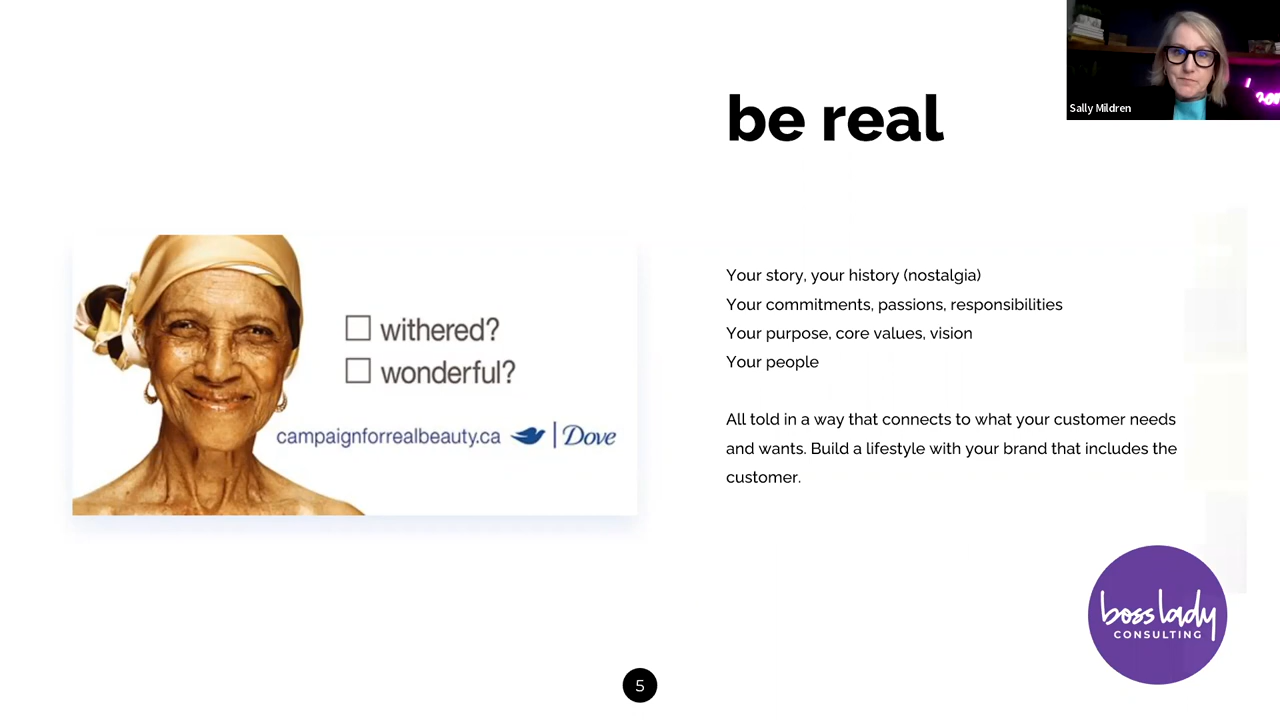 Sally Mildren
be real
withered?
wonderful?
campaignforrealbeauty.ca
Dove
Your story, your history (nostalgia)
Your commitments, passions, responsibilities
Your purpose, core values, vision
Your people
All told in a way that connects to what your customer needs
and wants. Build a lifestyle with your brand that includes the
customer.
boss lady
CONSULTING
5